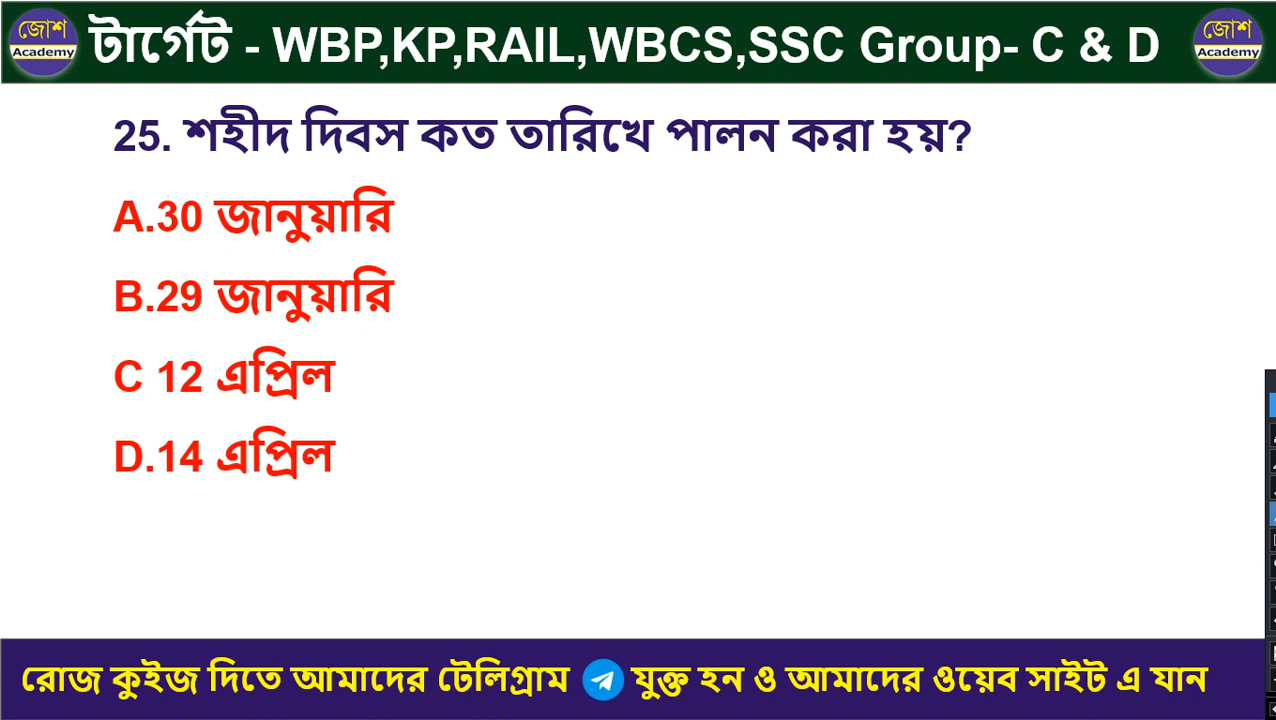 জোশ Academy টার্গেট - WBP,KP,RAIL,WBCS,SSC Group- C & D জোশ Academy
25. শহীদ দিবস কত তারিখে পালন করা হয়?
A.30 জানুয়ারি
B.29 জানুয়ারি
C 12 এপ্রিল
D.14 এপ্রিল
রোজ কুইজ দিতে আমাদের টেলিগ্রাম যুক্ত হন ও আমাদের ওয়েব সাইট এ যান